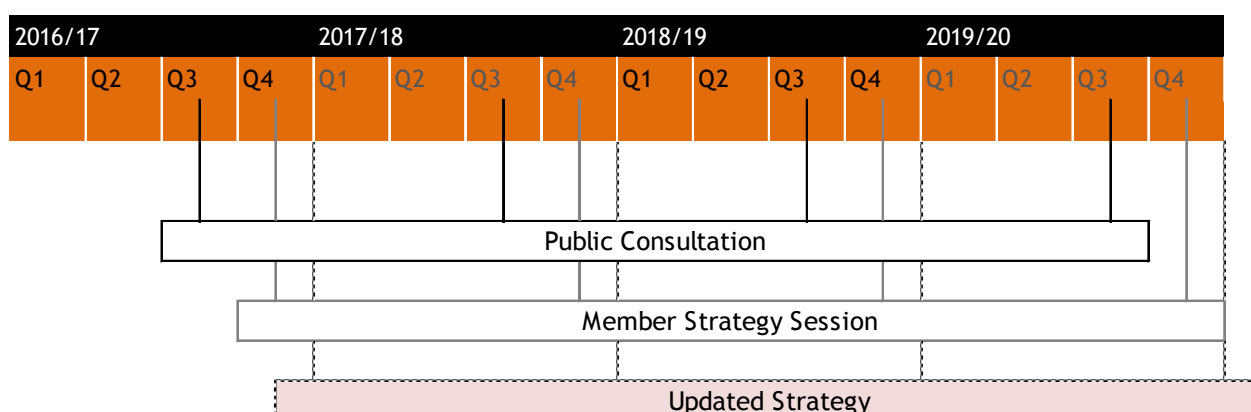 2016/17 2017/18 2018/19 2019/20
Q1 Q2 Q3 Q4 Q1 Q2 Q3 Q4 Q1 Q2 Q3 Q4 Q1 Q2 Q3 Q4
Public Consultation
Member Strategy Session
Updated Strategy